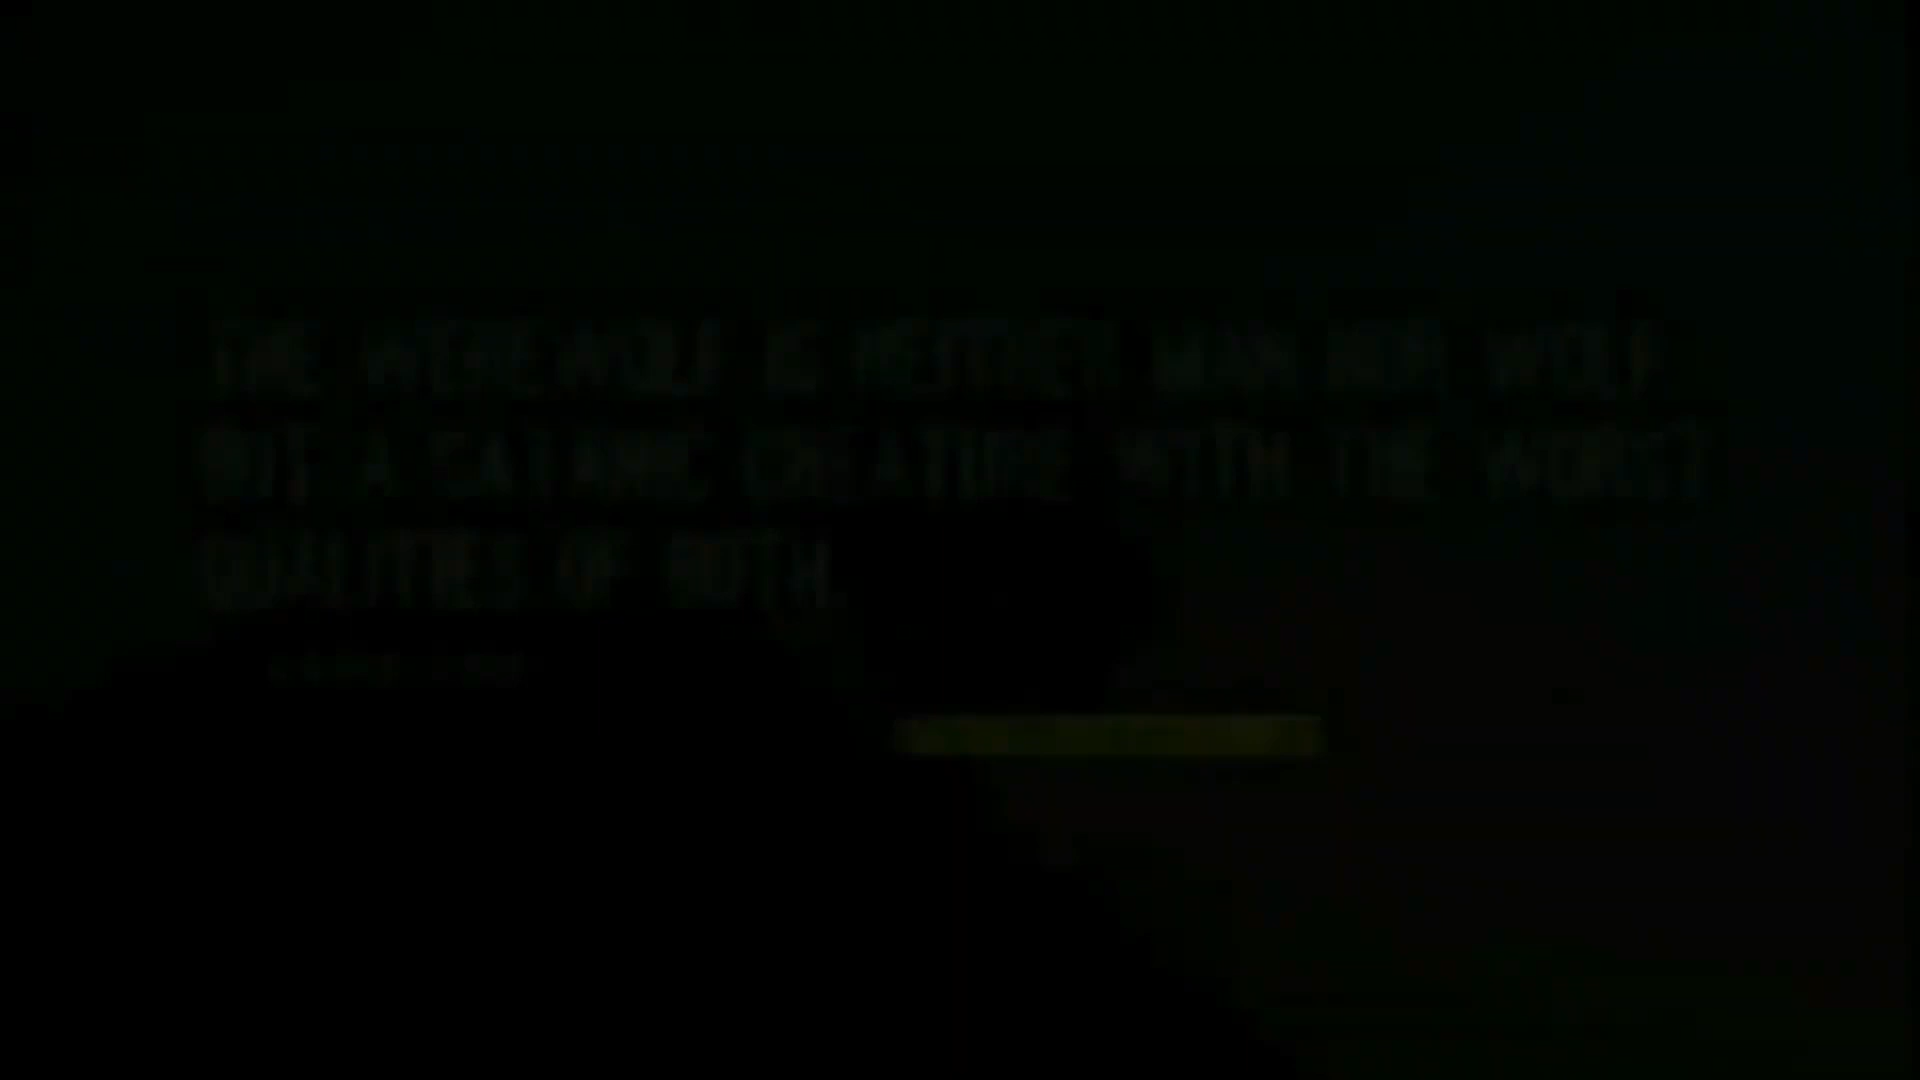 THE WEREWOLF IS NEITHER MAN NOR WOLF
BUT A SATANIC CREATURE WITH THE WORST
QUALITIES OF BOTH.